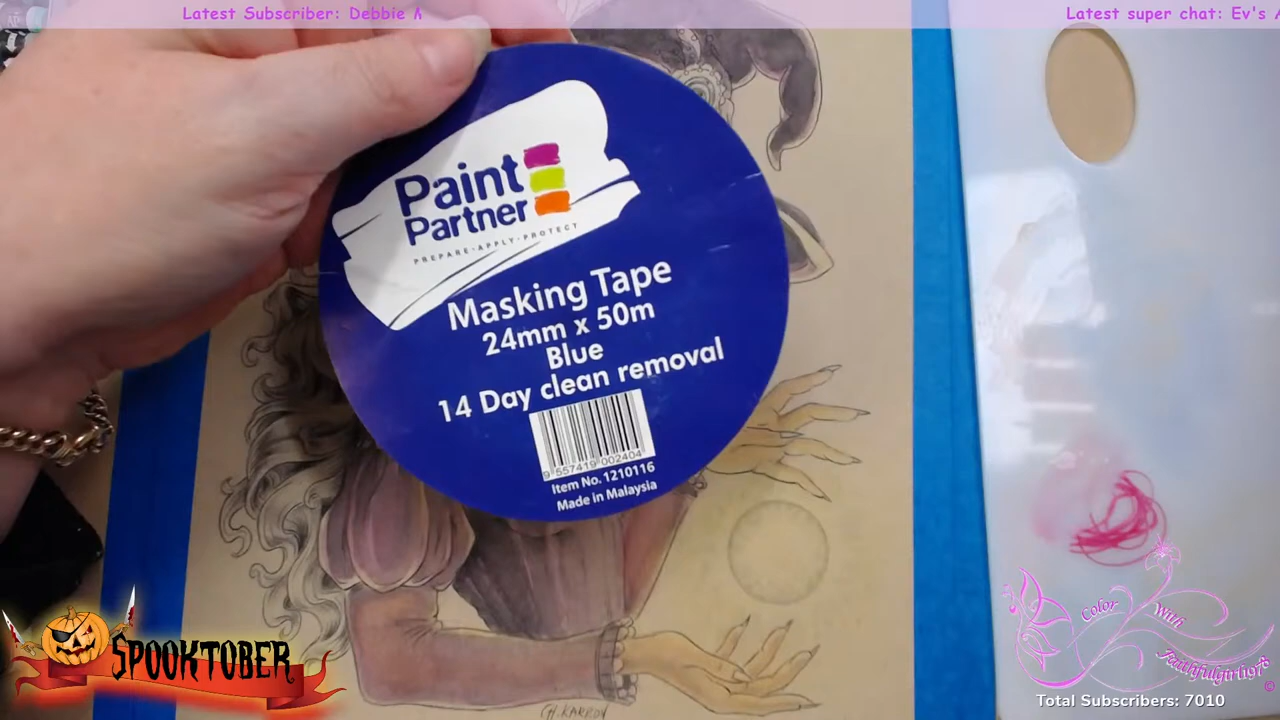 Latest Subscriber: Debbie
Latest super chat: Ev's
Paint
Partner
PREPARE·APPLY·PROTECT
Masking Tape
24mm x 50m
Blue
14 Day clean removal
9 557419 002404
Item No. 1210116
Made in Malaysia
SPOOKTOBER
Color With
Faithfulgirl1978
©
Total Subscribers: 7010